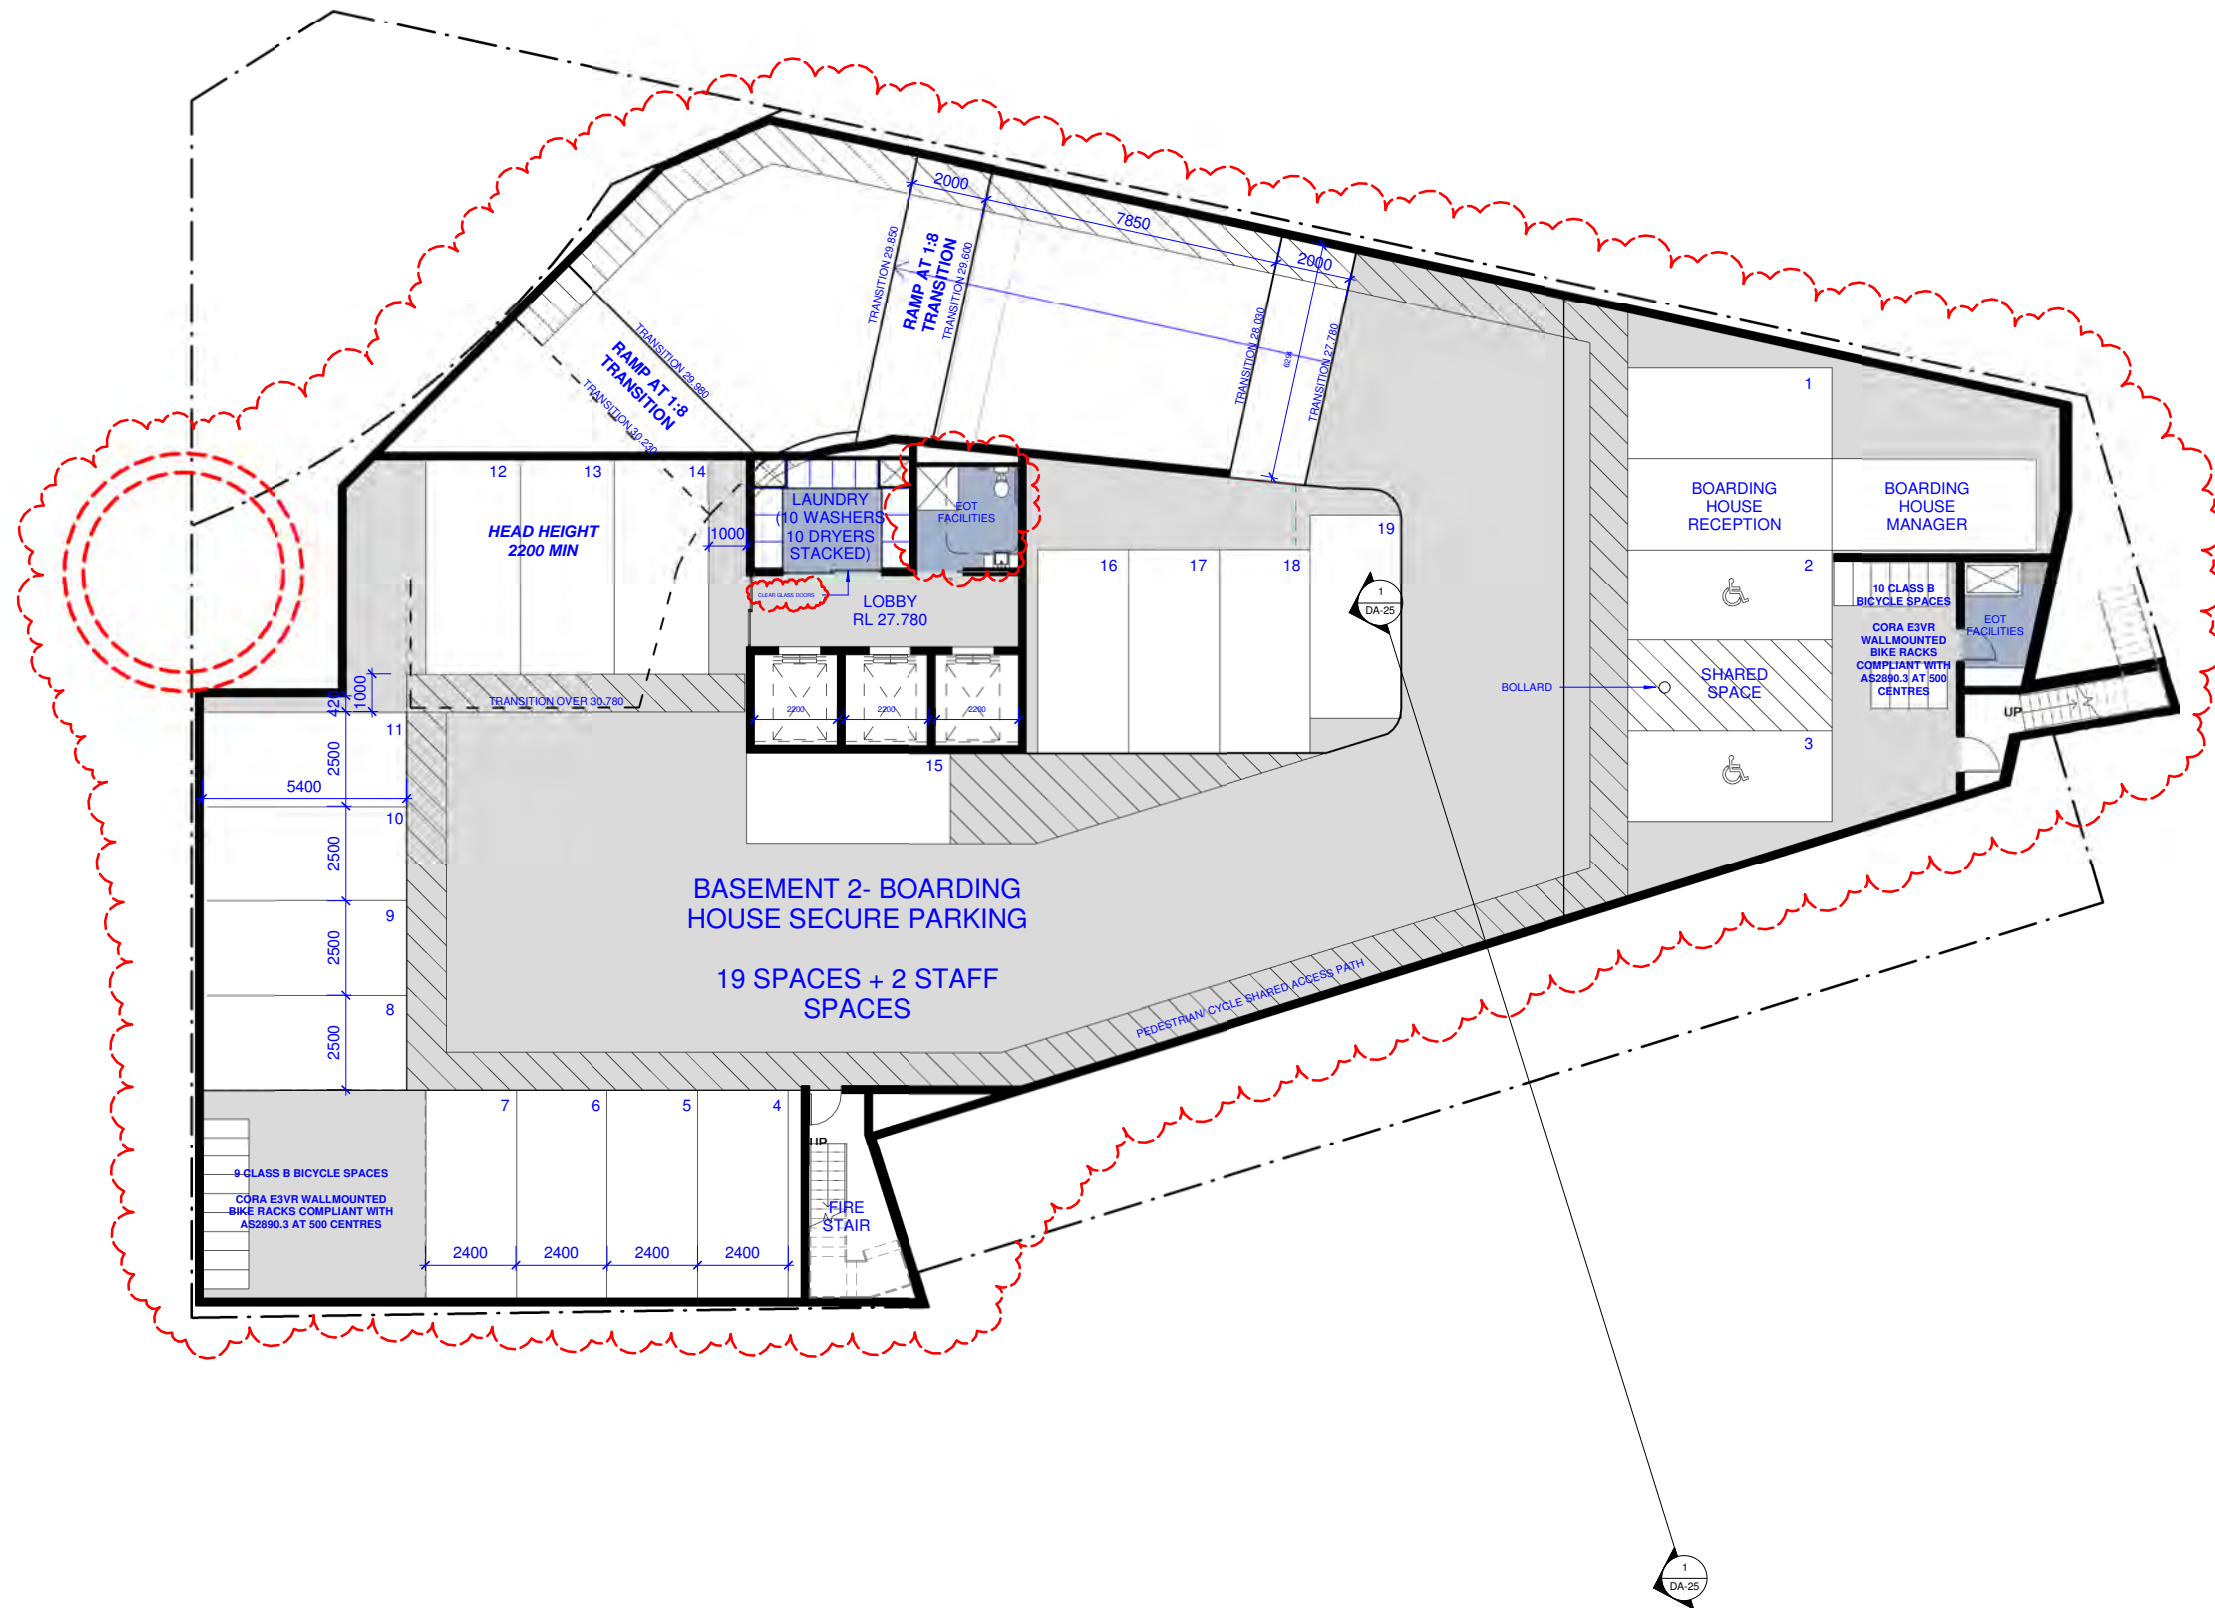 2000
7850
2000
TRANSITION 29.850
RAMP AT 1:8
TRANSITION
TRANSITION 29.600
TRANSITION 28.030
6294
TRANSITION 27.780
TRANSITION 29.980
RAMP AT 1:8
TRANSITION
TRANSITION 30.230
12
13
14
HEAD HEIGHT
2200 MIN
1000
LAUNDRY
(10 WASHERS
10 DRYERS
STACKED)
EOT
FACILITIES
CLEAR GLASS DOORS
LOBBY
RL 27.780
2200
2200
2200
16
17
18
19
1
DA-25
1
BOARDING
HOUSE
RECEPTION
BOARDING
HOUSE
MANAGER
2
10 CLASS B
BICYCLE SPACES
CORA E3VR
WALLMOUNTED
BIKE RACKS
COMPLIANT WITH
AS2890.3 AT 500
CENTRES
EOT
FACILITIES
SHARED
SPACE
BOLLARD
UP
3
1000
420
TRANSITION OVER 30.780
11
2500
5400
10
2500
9
2500
8
2500
15
BASEMENT 2- BOARDING
HOUSE SECURE PARKING
19 SPACES + 2 STAFF
SPACES
PEDESTRIAN/ CYCLE SHARED ACCESS PATH
7
6
5
4
UP
FIRE
STAIR
9 CLASS B BICYCLE SPACES
CORA E3VR WALLMOUNTED
BIKE RACKS COMPLIANT WITH
AS2890.3 AT 500 CENTRES
2400
2400
2400
2400
1
DA-25